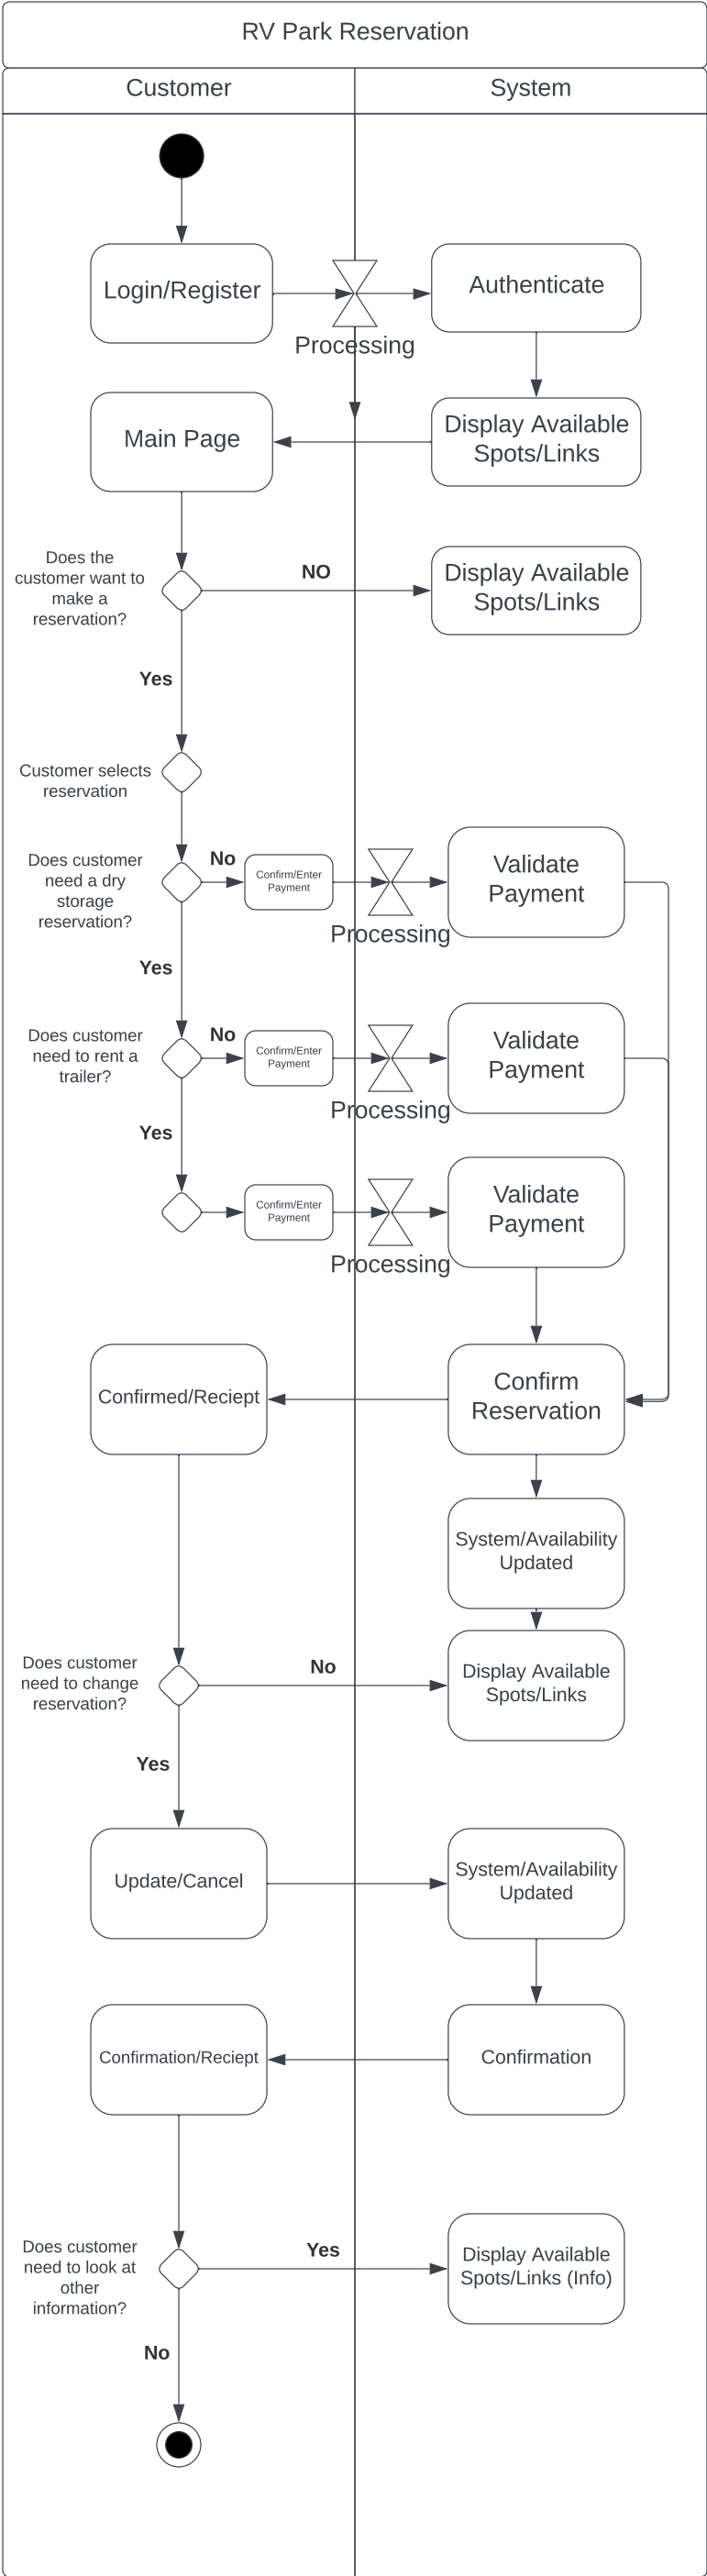 RV Park Reservation
Customer
System
Login/Register
Processing
Authenticate
Main Page
Display Available
Spots/Links
Does the
customer want to
make a
reservation?
NO
Display Available
Spots/Links
Yes
Customer selects
reservation
Does customer
need a dry
storage
reservation?
No
Confirm/Enter
Payment
Processing
Validate
Payment
Yes
Does customer
need to rent a
trailer?
No
Confirm/Enter
Payment
Processing
Validate
Payment
Yes
Confirm/Enter
Payment
Processing
Validate
Payment
Confirmed/Reciept
Confirm
Reservation
System/Availability
Updated
Does customer
need to change
reservation?
No
Display Available
Spots/Links
Yes
Update/Cancel
System/Availability
Updated
Confirmation/Reciept
Confirmation
Does customer
need to look at
other
information?
Yes
Display Available
Spots/Links (Info)
No